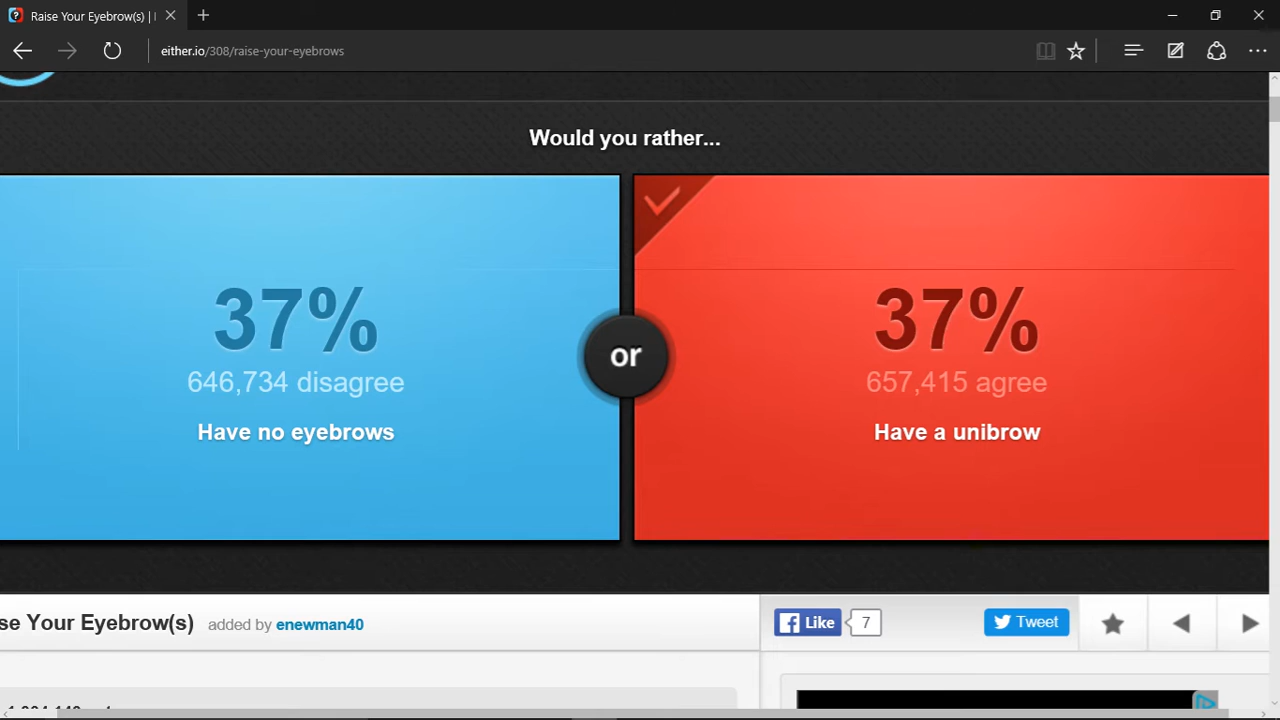 Raise Your Eyebrow(s) |
either.io/308/raise-your-eyebrows
Would you rather...
37%
646,734 disagree
Have no eyebrows
or
37%
657,415 agree
Have a unibrow
se Your Eyebrow(s) added by enewman40
Like 7
Tweet